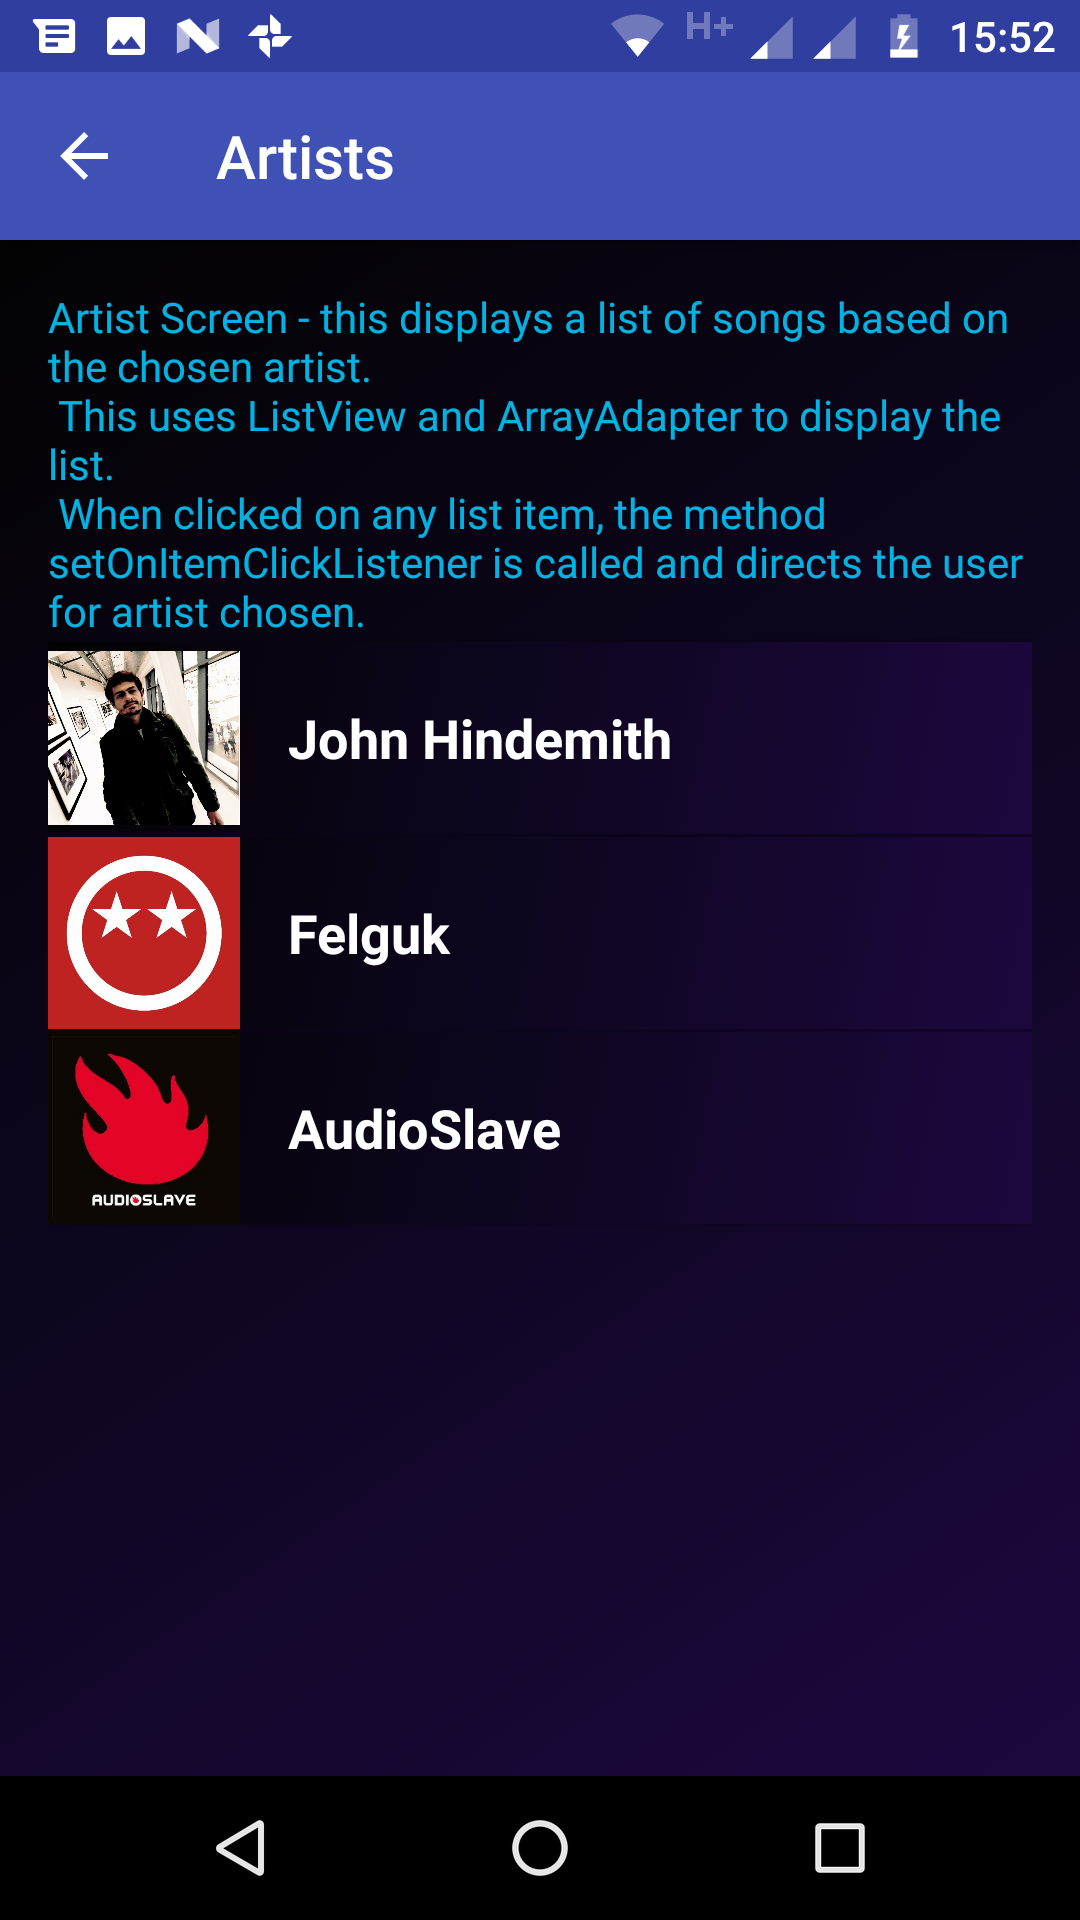 H+ 15:52
Artists
Artist Screen - this displays a list of songs based on
the chosen artist.
This uses ListView and ArrayAdapter to display the
list.
When clicked on any list item, the method
setOnItemClickListener is called and directs the user
for artist chosen.
John Hindemith
Felguk
AUDIOSLAVE
AudioSlave